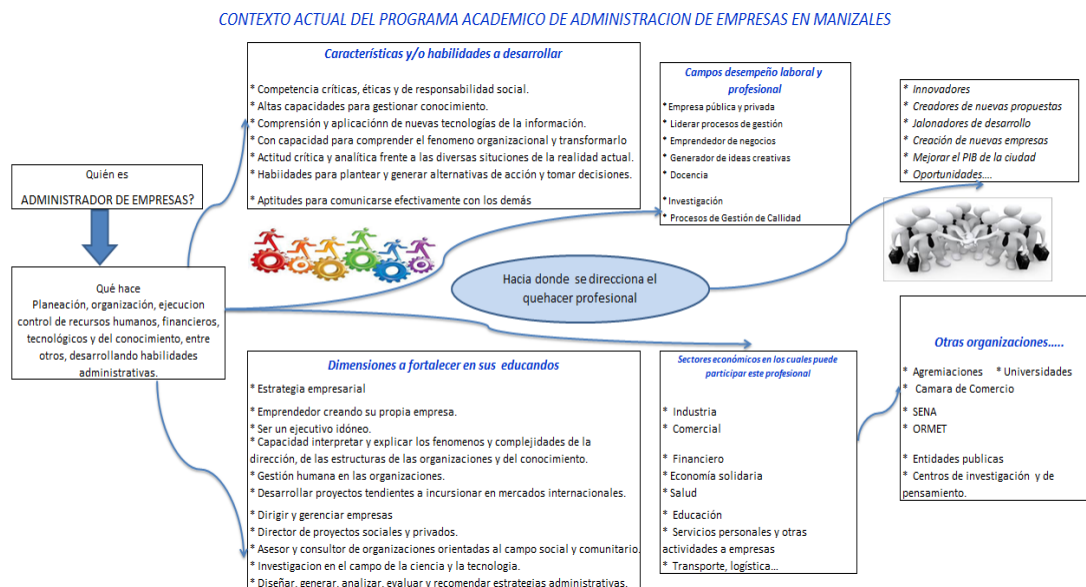 CONTEXTO ACTUAL DEL PROGRAMA ACADEMICO DE ADMINISTRACION DE EMPRESAS EN MANIZALES
Quién es
ADMINISTRADOR DE EMPRESAS?
Qué hace
Planeación, organización, ejecucion
control de recursos humanos, financieros,
tecnológicos y del conocimiento, entre
otros, desarrollando habilidades
administrativas.
Características y/o habilidades a desarrollar
* Competencia críticas, éticas y de responsabilidad social.
* Altas capacidades para gestionar conocimiento.
* Comprensión y aplicaciónn de nuevas tecnologías de la información.
* Con capacidad para comprender el fenomeno organizacional y transformarlo
* Actitud crítica y analítica frente a las diversas situciones de la realidad actual.
* Habiidades para plantear y generar alternativas de acción y tomar decisiones.
* Aptitudes para comunicarse efectivamente con los demás
Campos desempeño laboral y
profesional
* Empresa pública y privada
* Liderar procesos de gestión
* Emprendedor de negocios
* Generador de ideas creativas
* Docencia
* Investigación
* Procesos de Gestión de Callidad
* Innovadores
* Creadores de nuevas propuestas
* Jalonadores de desarrollo
* Creación de nuevas empresas
* Mejorar el PIB de la ciudad
* Oportunidades....
Hacia donde se direcciona el
quehacer profesional
Dimensiones a fortalecer en sus educandos
* Estrategia empresarial
* Emprendedor creando su propia empresa.
* Ser un ejecutivo idóneo.
* Capacidad interpretar y explicar los fenomenos y complejidades de la
dirección, de las estructuras de las organizaciones y del conocimiento.
* Gestión humana en las organizaciones.
* Desarrollar proyectos tendientes a incursionar en mercados internacionales.
* Dirigir y gerenciar empresas
* Director de proyectos sociales y privados.
* Asesor y consultor de organizaciones orientadas al campo social y comunitario.
* Investigacion en el campo de la ciencia y la tecnologia.
* Diseñar, generar, analizar, evaluar y recomendar estrategias administrativas.
Sectores económicos en los cuales puede
participar este profesional
* Industria
* Comercial
* Financiero
* Economía solidaria
* Salud
* Educación
* Servicios personales y otras
actividades a empresas
* Transporte, logística...
Otras organizaciones.....
* Agremiaciones * Universidades
* Camara de Comercio
* SENA
* ORMET
* Entidades publicas
* Centros de investigación y de
pensamiento.